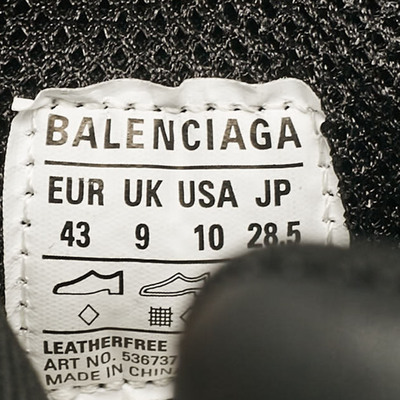 BALENCIAGA
EUR UK USA JP
43 9 10 28.5
LEATHERFREE
ART NO. 536737
MADE IN CHINA